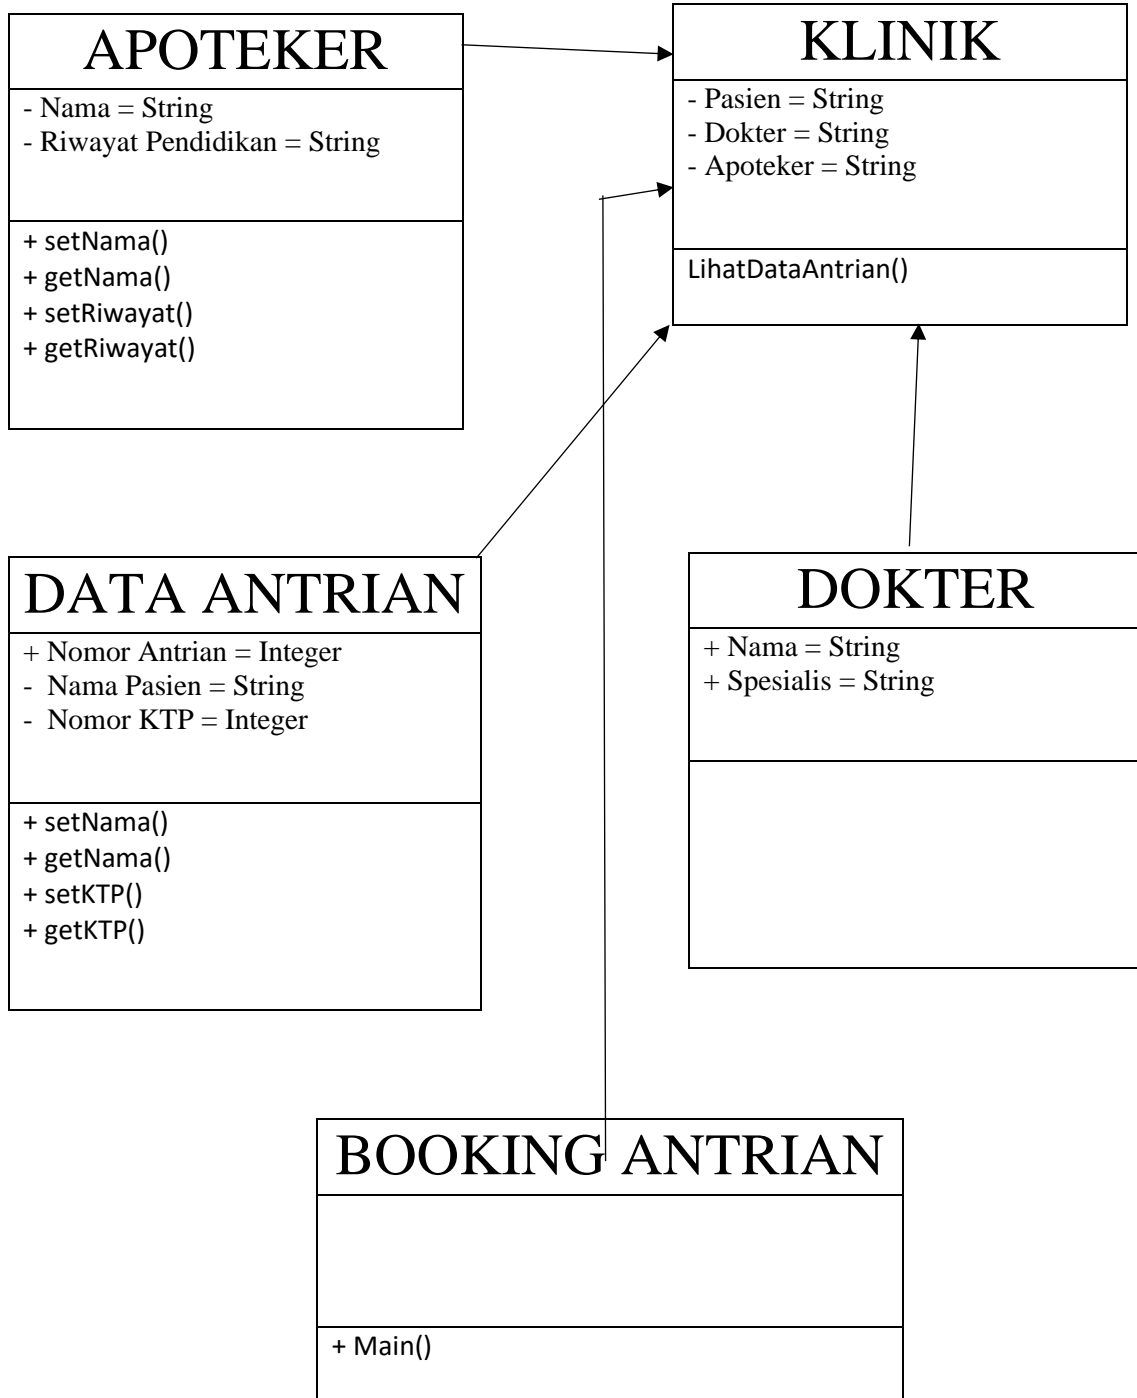 APOTEKER
- Nama = String
- Riwayat Pendidikan = String
+ setNama()
+ getNama()
+ setRiwayat()
+ getRiwayat()
KLINIK
- Pasien = String
- Dokter = String
- Apoteker = String
LihatDataAntrian()
DATA ANTRIAN
+ Nomor Antrian = Integer
- Nama Pasien = String
- Nomor KTP = Integer
+ setNama()
+ getNama()
+ setKTP()
+ getKTP()
DOKTER
+ Nama = String
+ Spesialis = String
BOOKING ANTRIAN
+ Main()